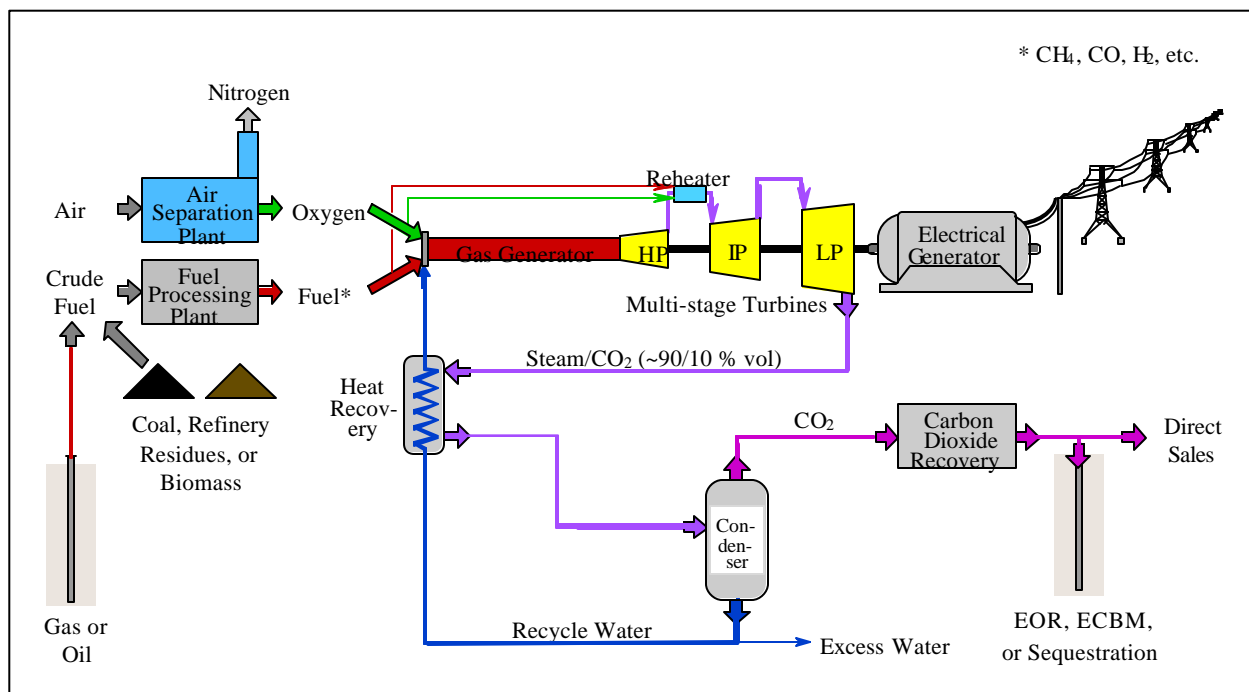 * CH₄, CO, H₂, etc.
Nitrogen
Air
Air
Separation
Plant
Oxygen
Reheater
Crude
Fuel
Fuel
Processing
Plant
Fuel*
Gas Generator
HP
IP
LP
Electrical
Generator
Multi-stage Turbines
Steam/CO₂ (~90/10 % vol)
Heat
Recov-
ery
Coal, Refinery
Residues, or
Biomass
CO₂
Carbon
Dioxide
Recovery
Direct
Sales
Con-
den-
ser
Gas or
Oil
Recycle Water
Excess Water
EOR, ECBM,
or Sequestration